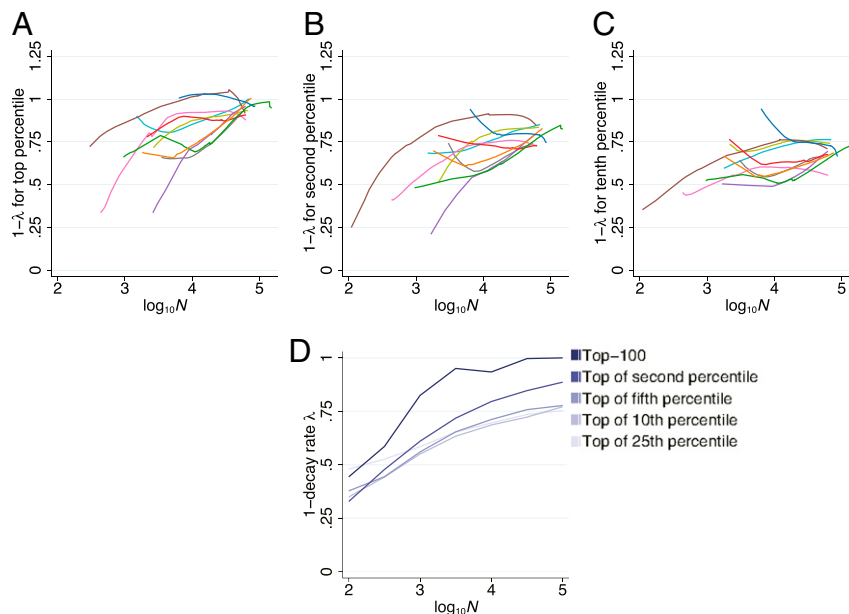 A
B
C
1−λ for top percentile
1.25
1
.75
.5
.25
0
2
3
4
5
log₁₀N
1−λ for second percentile
1.25
1
.75
.5
.25
0
2
3
4
5
log₁₀N
1−λ for tenth percentile
1.25
1
.75
.5
.25
0
2
3
4
5
log₁₀N
D
1−decay rate λ
1
.75
.5
.25
0
2
3
4
5
log₁₀N
Top−100
Top of second percentile
Top of fifth percentile
Top of 10th percentile
Top of 25th percentile